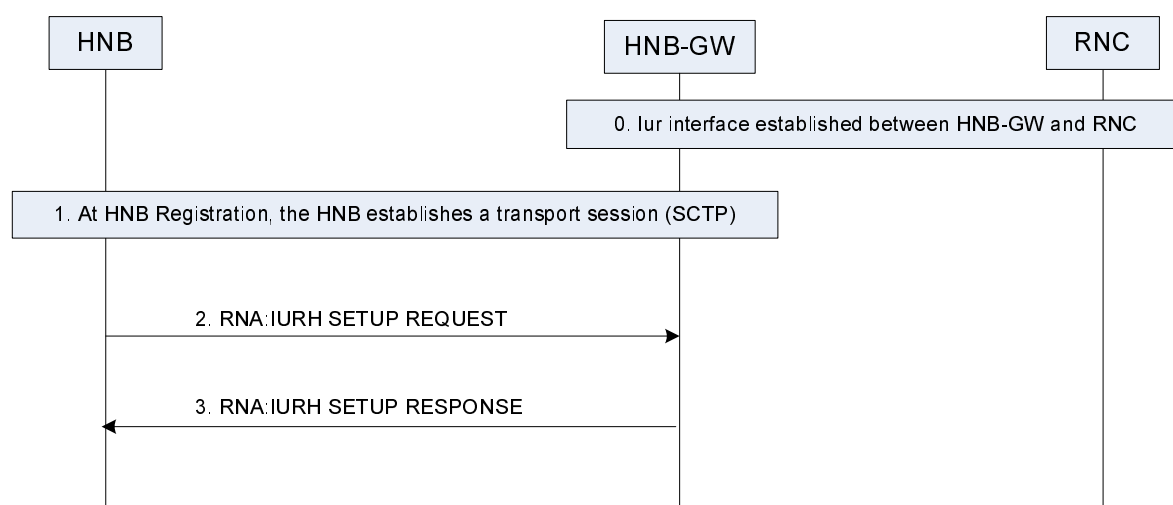 HNB
HNB-GW
RNC
0. Iur interface established between HNB-GW and RNC
1. At HNB Registration, the HNB establishes a transport session (SCTP)
2. RNA:IURH SETUP REQUEST
3. RNA:IURH SETUP RESPONSE